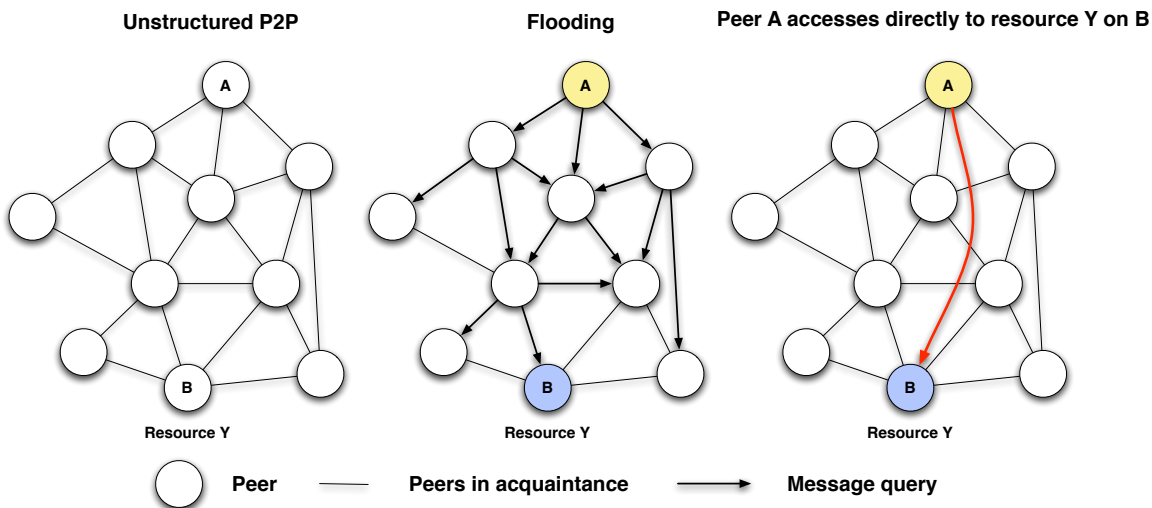 Unstructured P2P
Flooding
Peer A accesses directly to resource Y on B
A
A
A
B
B
B
Resource Y
Resource Y
Resource Y
Peer
Peers in acquaintance
Message query